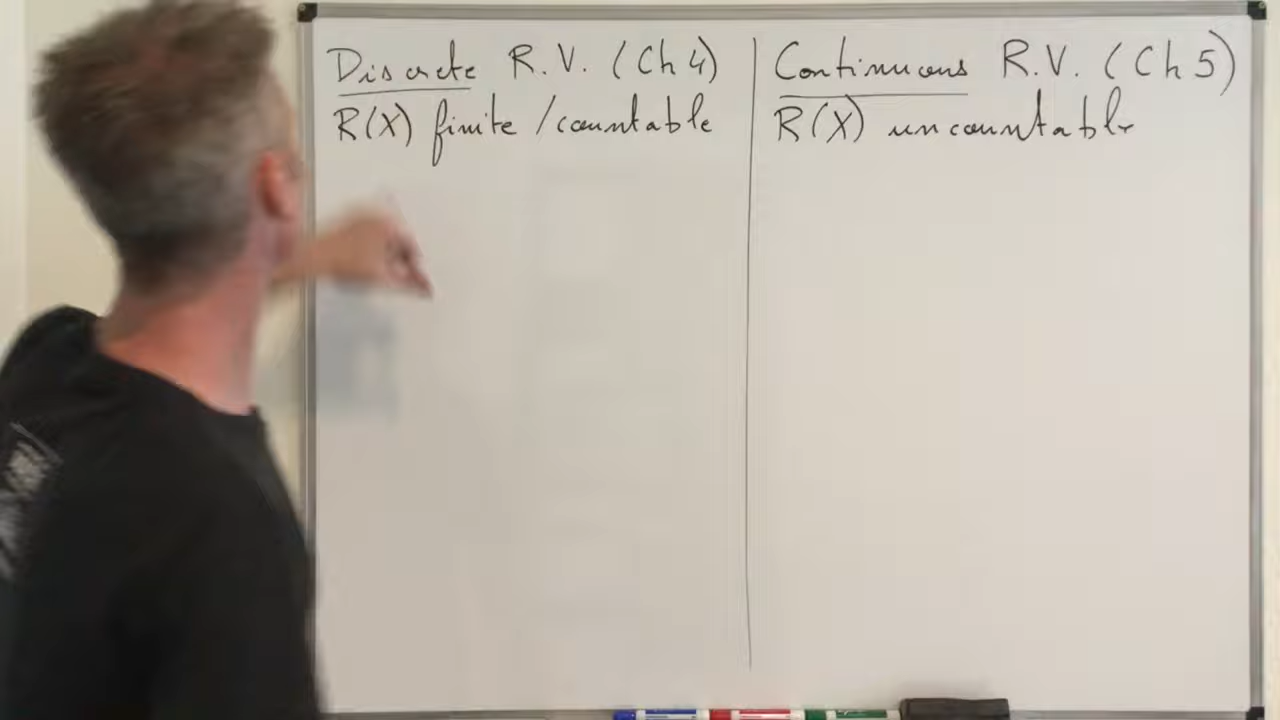 Discrete R.V. (Ch 4)
R(X) finite / countable
Continuous R.V. (Ch 5)
R(X) uncountable